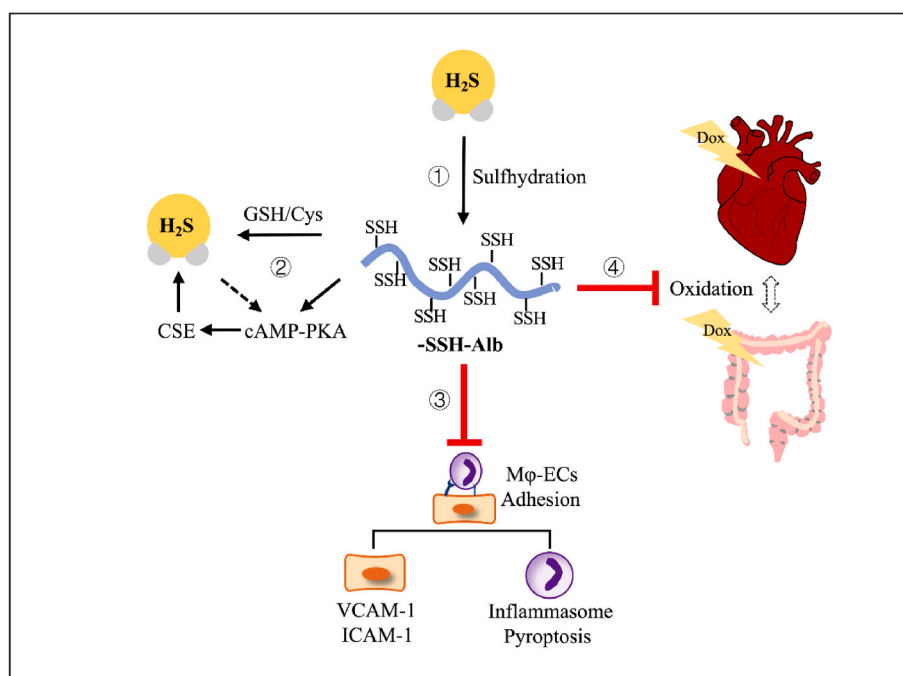 H₂S
① Sulfhydration
Dox
GSH/Cys
H₂S
②
SSH
SSH
SSH
SSH
SSH
SSH
SSH
SSH
④
Oxidation
CSE
cAMP-PKA
-SSH-Alb
Dox
③
Mφ-ECs
Adhesion
VCAM-1
ICAM-1
Inflammasome
Pyroptosis